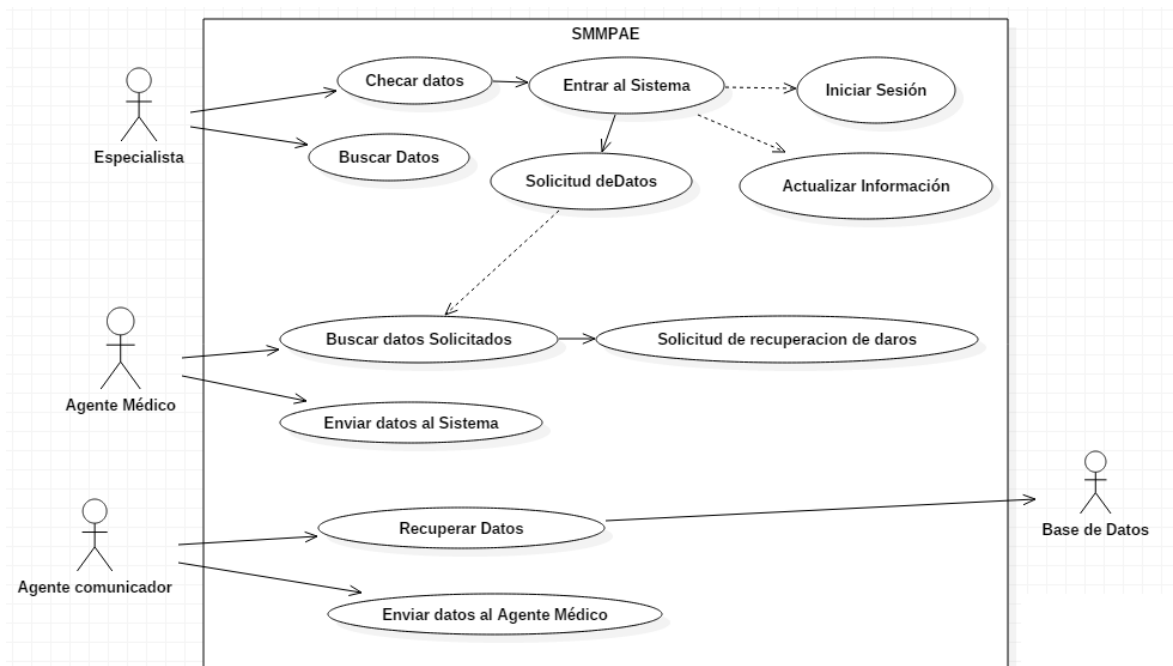 SMMPAE
Checar datos
Entrar al Sistema
Iniciar Sesión
Especialista
Buscar Datos
Solicitud deDatos
Actualizar Información
Buscar datos Solicitados
Solicitud de recuperacion de daros
Agente Médico
Enviar datos al Sistema
Recuperar Datos
Base de Datos
Agente comunicador
Enviar datos al Agente Médico